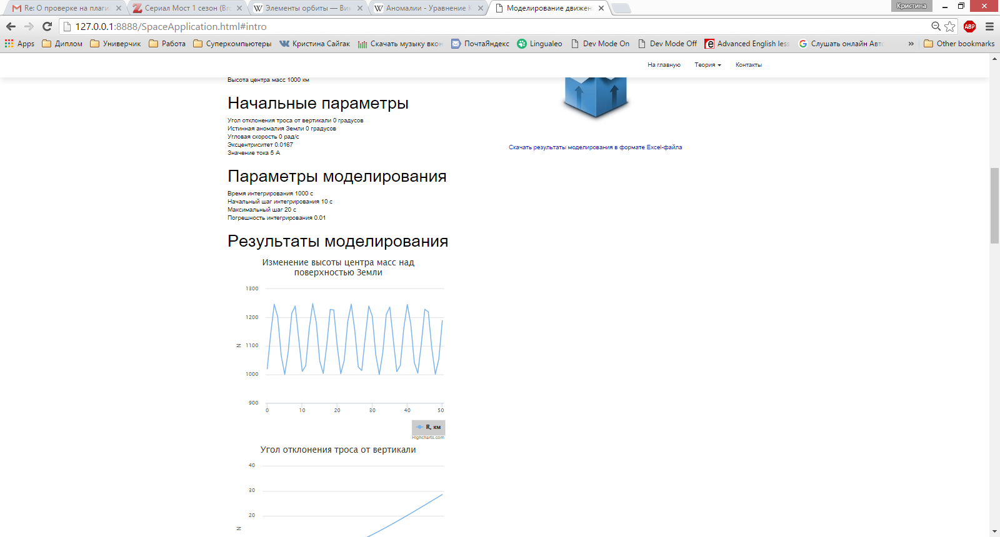 Re: О проверке на плаги
Сериал Мост 1 сезон (Bro
Элементы орбиты — Вик
Аномалии - Уравнение К
Моделирование движен
Кристина
127.0.0.1:8888/SpaceApplication.html#intro
ABP
Apps
Диплом
Универчик
Работа
Суперкомпьютеры
Кристина Сайгак
Скачать музыку вкон
ПочтаЯндекс
Lingualeo
Dev Mode On
Dev Mode Off
Advanced English less
Слушать онлайн Авто
»
Other bookmarks
На главную
Теория
Контакты
Высота центра масс 1000 км
Начальные параметры
Угол отклонения троса от вертикали 0 градусов
Истинная аномалия Земли 0 градусов
Угловая скорость 0 рад/с
Эксцентриситет 0.0167
Значение тока 5 А
Скачать результаты моделирования в формате Excel-файла
Параметры моделирования
Время интегрирования 1000 с
Начальный шаг интегрирования 10 с
Максимальный шаг 20 с
Погрешность интегрирования 0.01
Результаты моделирования
Изменение высоты центра масс над
поверхностью Земли
1300
1200
1100
1000
900
N
0 10 20 30 40 50
R, км
Highcharts.com
Угол отклонения троса от вертикали
40
30
20
N